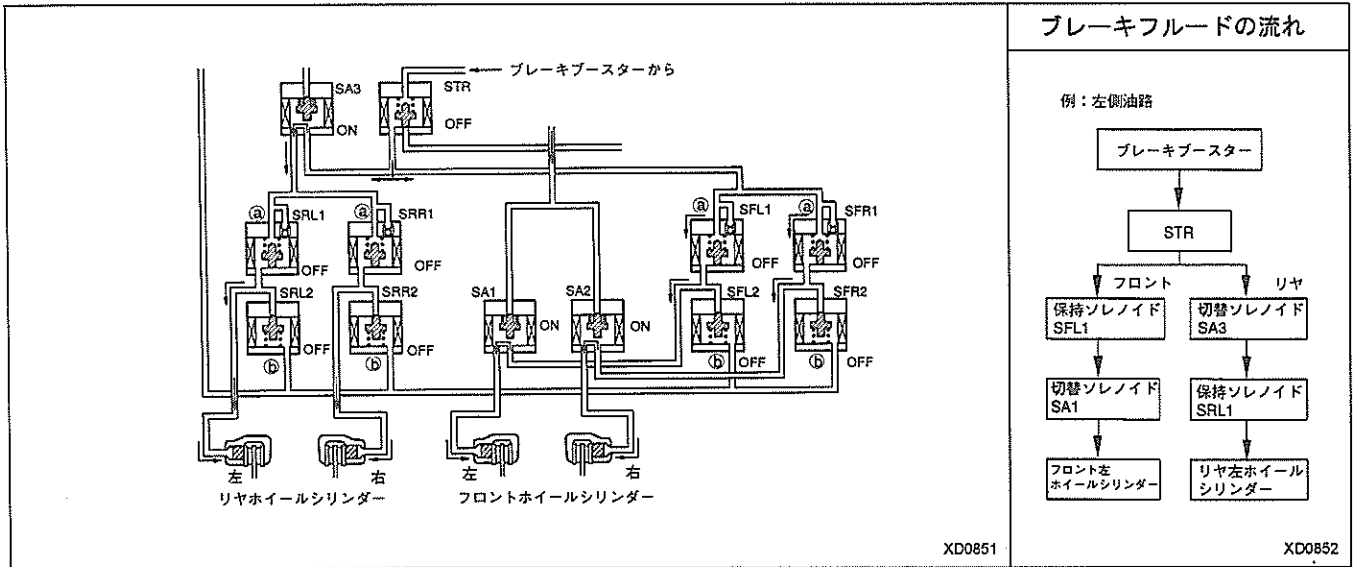 ブレーキフルードの流れ
ブレーキブースターから
SA3
STR
ON
OFF
ⓐ
SRL1
ⓐ
SRR1
ⓐ
SFL1
ⓐ
SFR1
OFF
OFF
OFF
OFF
SRL2
SRR2
SA1
SA2
SFL2
SFR2
ON
ON
OFF
OFF
OFF
OFF
ⓑ
ⓑ
ⓑ
ⓑ
左
右
左
右
リヤホイールシリンダー
フロントホイールシリンダー
XD0851
例：左側油路
ブレーキブースター
STR
フロント
リヤ
保持ソレノイド
SFL1
切替ソレノイド
SA3
切替ソレノイド
SA1
保持ソレノイド
SRL1
フロント左
ホイールシリンダー
リヤ左ホイール
シリンダー
XD0852